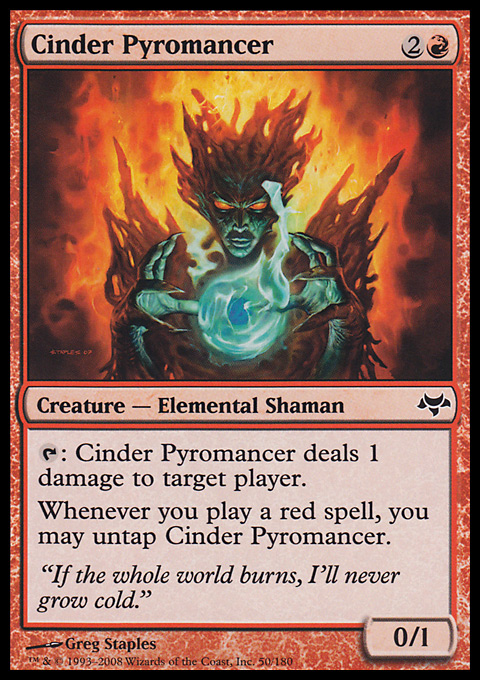 Cinder Pyromancer 2
STAPLES 07
Creature — Elemental Shaman
: Cinder Pyromancer deals 1
damage to target player.
Whenever you play a red spell, you
may untap Cinder Pyromancer.
“If the whole world burns, I’ll never
grow cold.”
0/1
Greg Staples
™ & © 1993–2008 Wizards of the Coast, Inc. 50/180